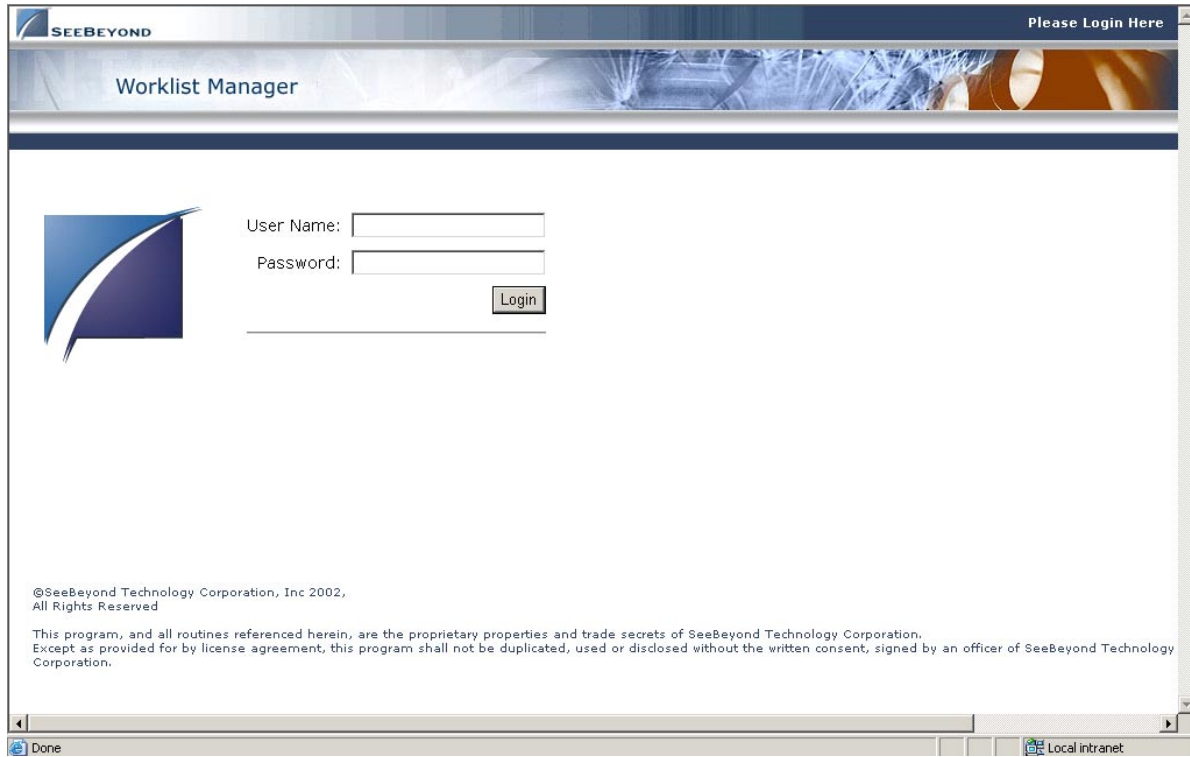 SEEBEYOND
Please Login Here
Worklist Manager
User Name:
Password:
Login
©SeeBeyond Technology Corporation, Inc 2002,
All Rights Reserved
This program, and all routines referenced herein, are the proprietary properties and trade secrets of SeeBeyond Technology Corporation.
Except as provided for by license agreement, this program shall not be duplicated, used or disclosed without the written consent, signed by an officer of SeeBeyond Technology
Corporation.
Done
Local intranet